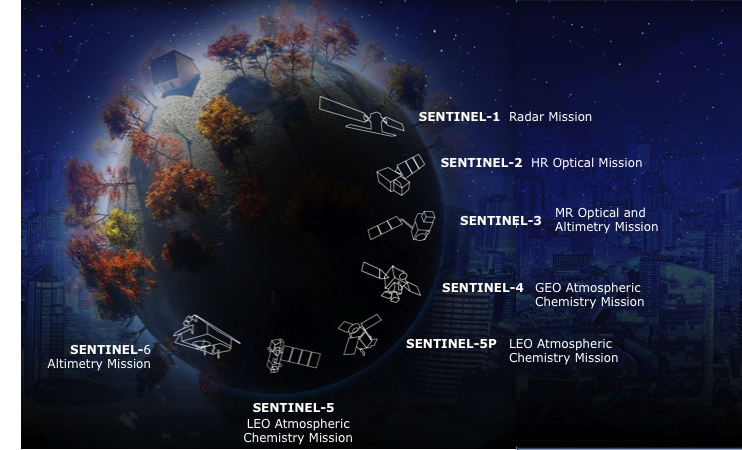 SENTINEL-1 Radar Mission
SENTINEL-2 HR Optical Mission
SENTINEL-3 MR Optical and
Altimetry Mission
SENTINEL-4 GEO Atmospheric
Chemistry Mission
SENTINEL-5P LEO Atmospheric
Chemistry Mission
SENTINEL-6
Altimetry Mission
SENTINEL-5
LEO Atmospheric
Chemistry Mission